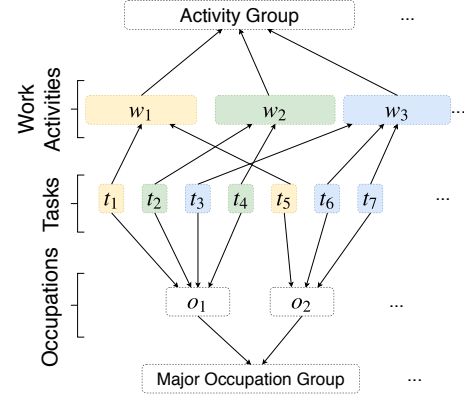 Activity Group ...
Work Activities
w1 w2 w3 ...
Tasks
t1 t2 t3 t4 t5 t6 t7 ...
Occupations
o1 o2 ...
Major Occupation Group ...